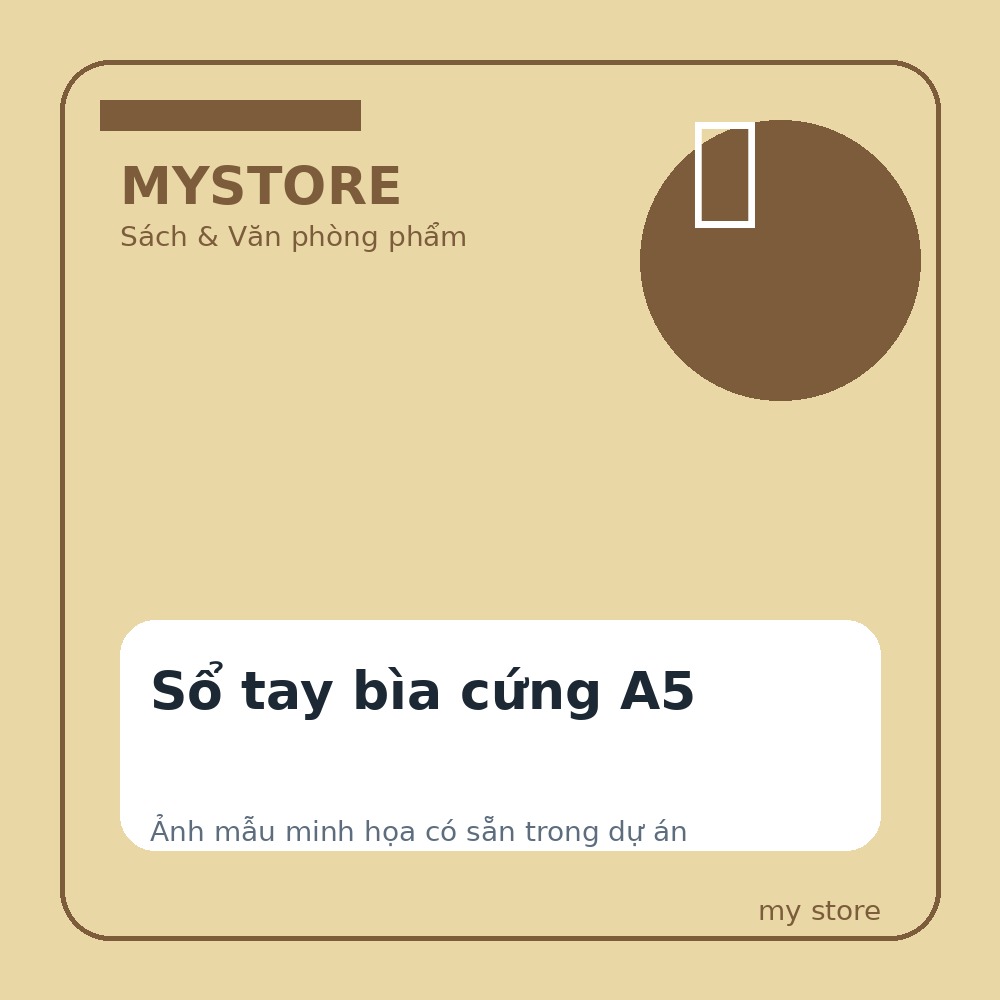 MYSTORE
Sách & Văn phòng phẩm
Sổ tay bìa cứng A5
Ảnh mẫu minh họa có sẵn trong dự án
my store